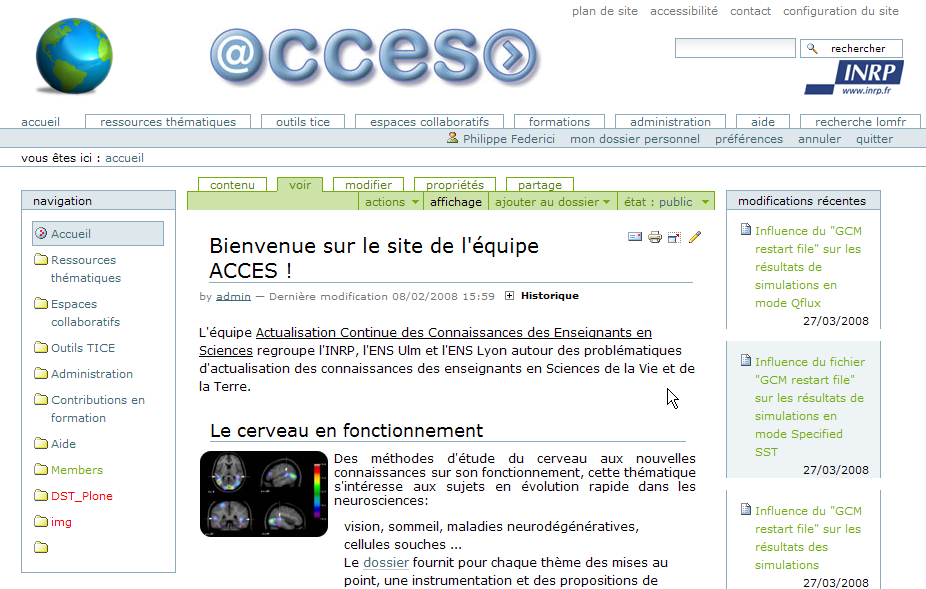 plan de site accessibilité contact configuration du site
@cces
rechercher
INRP
www.inrp.fr
accueil ressources thématiques outils tice espaces collaboratifs formations administration aide recherche lomfr
Philippe Federici mon dossier personnel préférences annuler quitter
vous êtes ici : accueil
navigation
Accueil
Ressources
thématiques
Espaces
collaboratifs
Outils TICE
Administration
Contributions en
formation
Aide
Members
DST_Plone
img
contenu voir modifier propriétés partage
actions affichage ajouter au dossier état : public
Bienvenue sur le site de l'équipe
ACCES !
by admin — Dernière modification 08/02/2008 15:59 Historique
L'équipe Actualisation Continue des Connaissances des Enseignants en
Sciences regroupe l'INRP, l'ENS Ulm et l'ENS Lyon autour des problématiques
d'actualisation des connaissances des enseignants en Sciences de la Vie et de
la Terre.
Le cerveau en fonctionnement
Des méthodes d'étude du cerveau aux nouvelles
connaissances sur son fonctionnement, cette thématique
s'intéresse aux sujets en évolution rapide dans les
neurosciences:
vision, sommeil, maladies neurodégénératives,
cellules souches ...
Le dossier fournit pour chaque thème des mises au
point, une instrumentation et des propositions de
modifications récentes
Influence du "GCM
restart file" sur les
résultats de
simulations en
mode Qflux
27/03/2008
Influence du fichier
"GCM restart file"
sur les résultats de
simulations en
mode Specified
SST
27/03/2008
Influence du "GCM
restart file" sur les
résultats des
simulations
27/03/2008